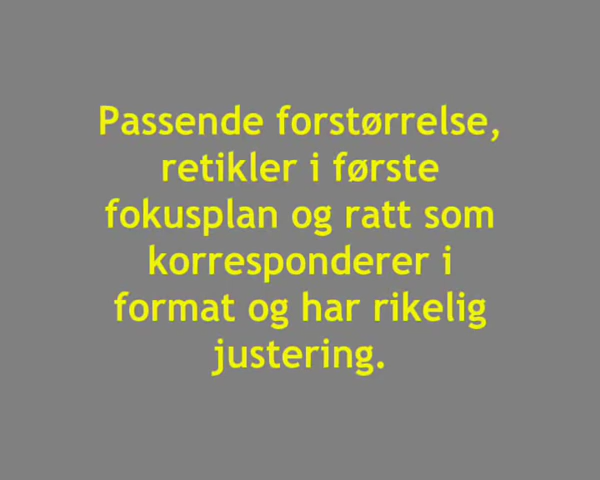 Passende forstørrelse,
retikler i første
fokusplan og ratt som
korresponderer i
format og har rikelig
justering.